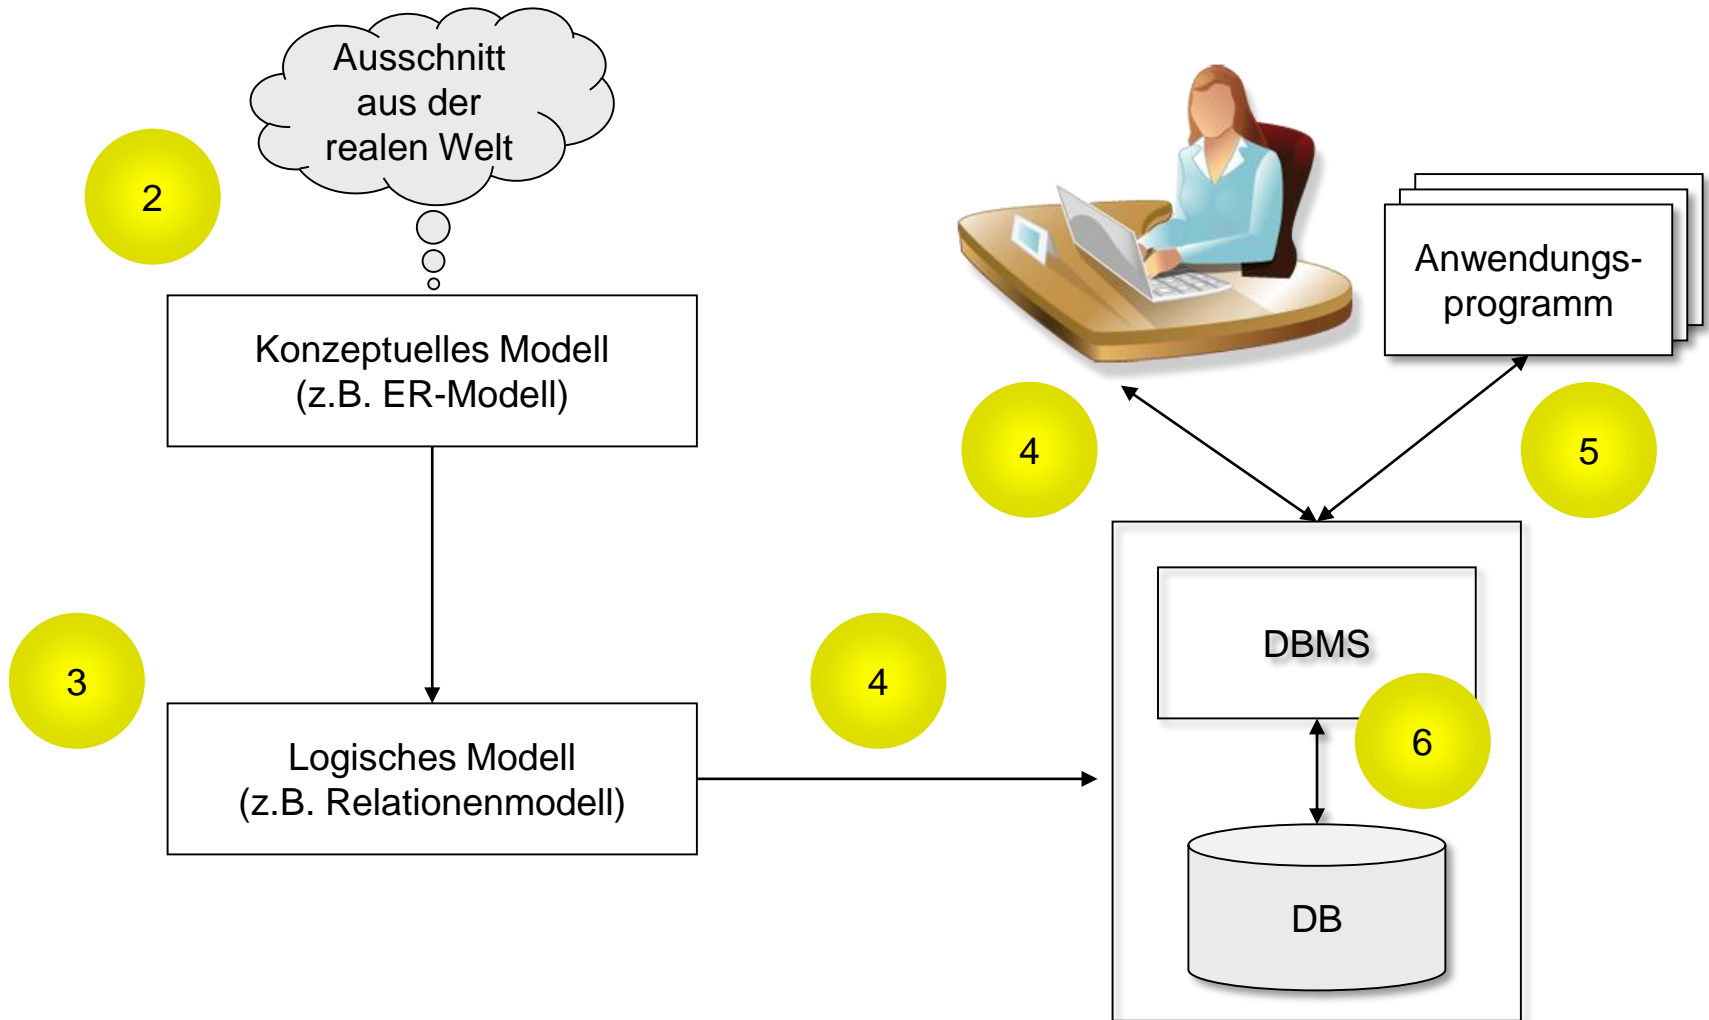 Ausschnitt
aus der
realen Welt
2
Konzeptuelles Modell
(z.B. ER-Modell)
3
Logisches Modell
(z.B. Relationenmodell)
4
4
Anwendungs-
programm
5
DBMS
6
DB